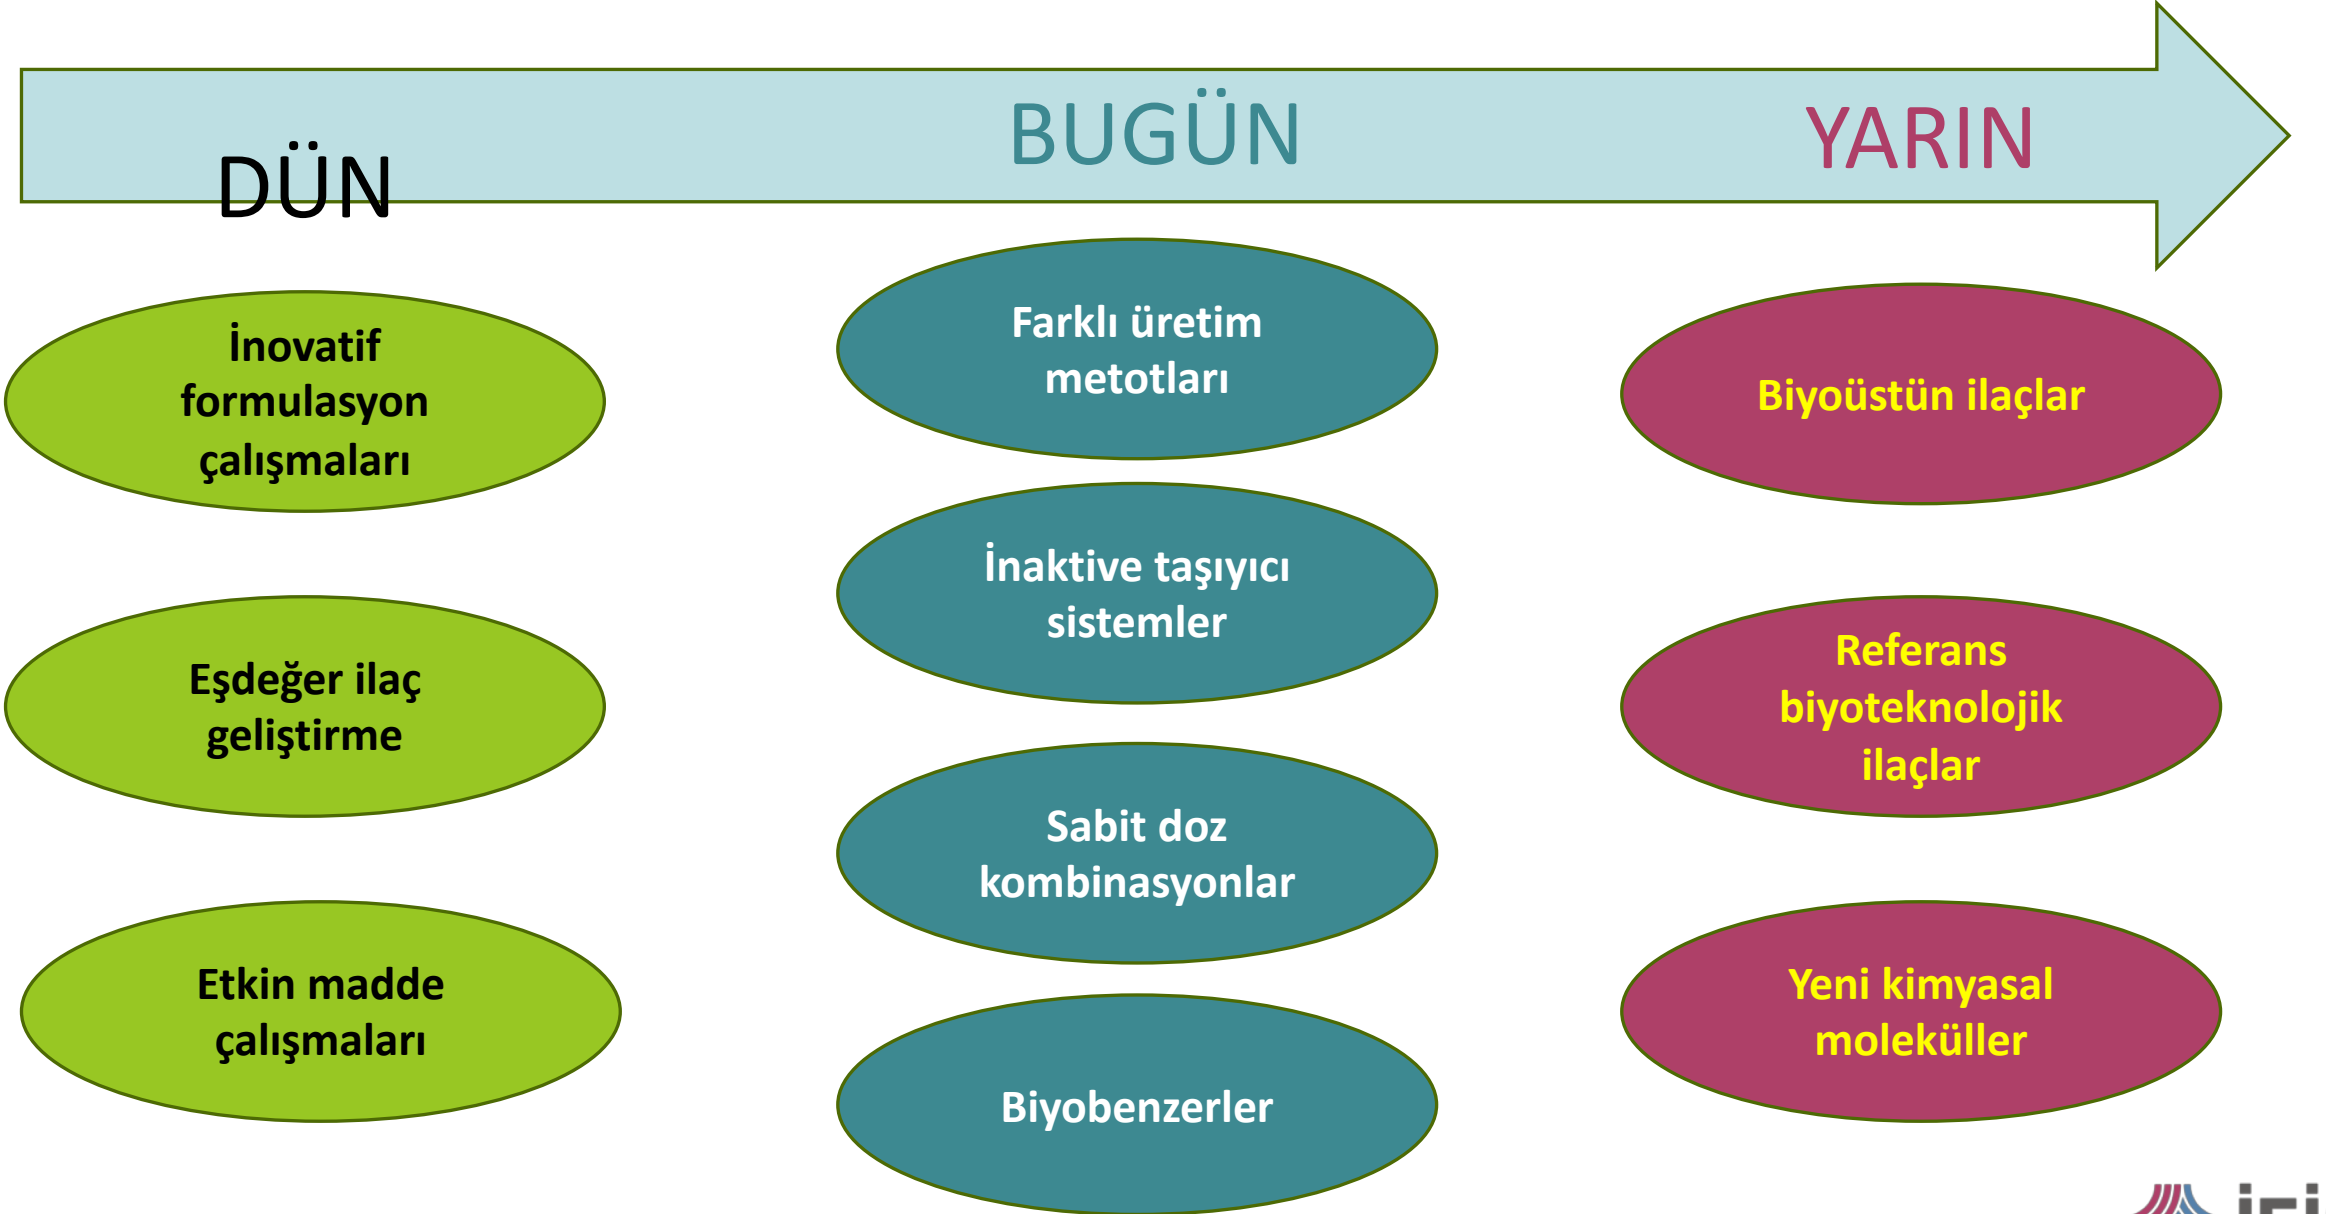 DÜN
BUGÜN
YARIN
İnovatif
formulasyon
çalışmaları
Eşdeğer ilaç
geliştirme
Etkin madde
çalışmaları
Farklı üretim
metotları
İnaktive taşıyıcı
sistemler
Sabit doz
kombinasyonlar
Biyobenzerler
Biyoüstün ilaçlar
Referans
biyoteknolojik
ilaçlar
Yeni kimyasal
moleküller